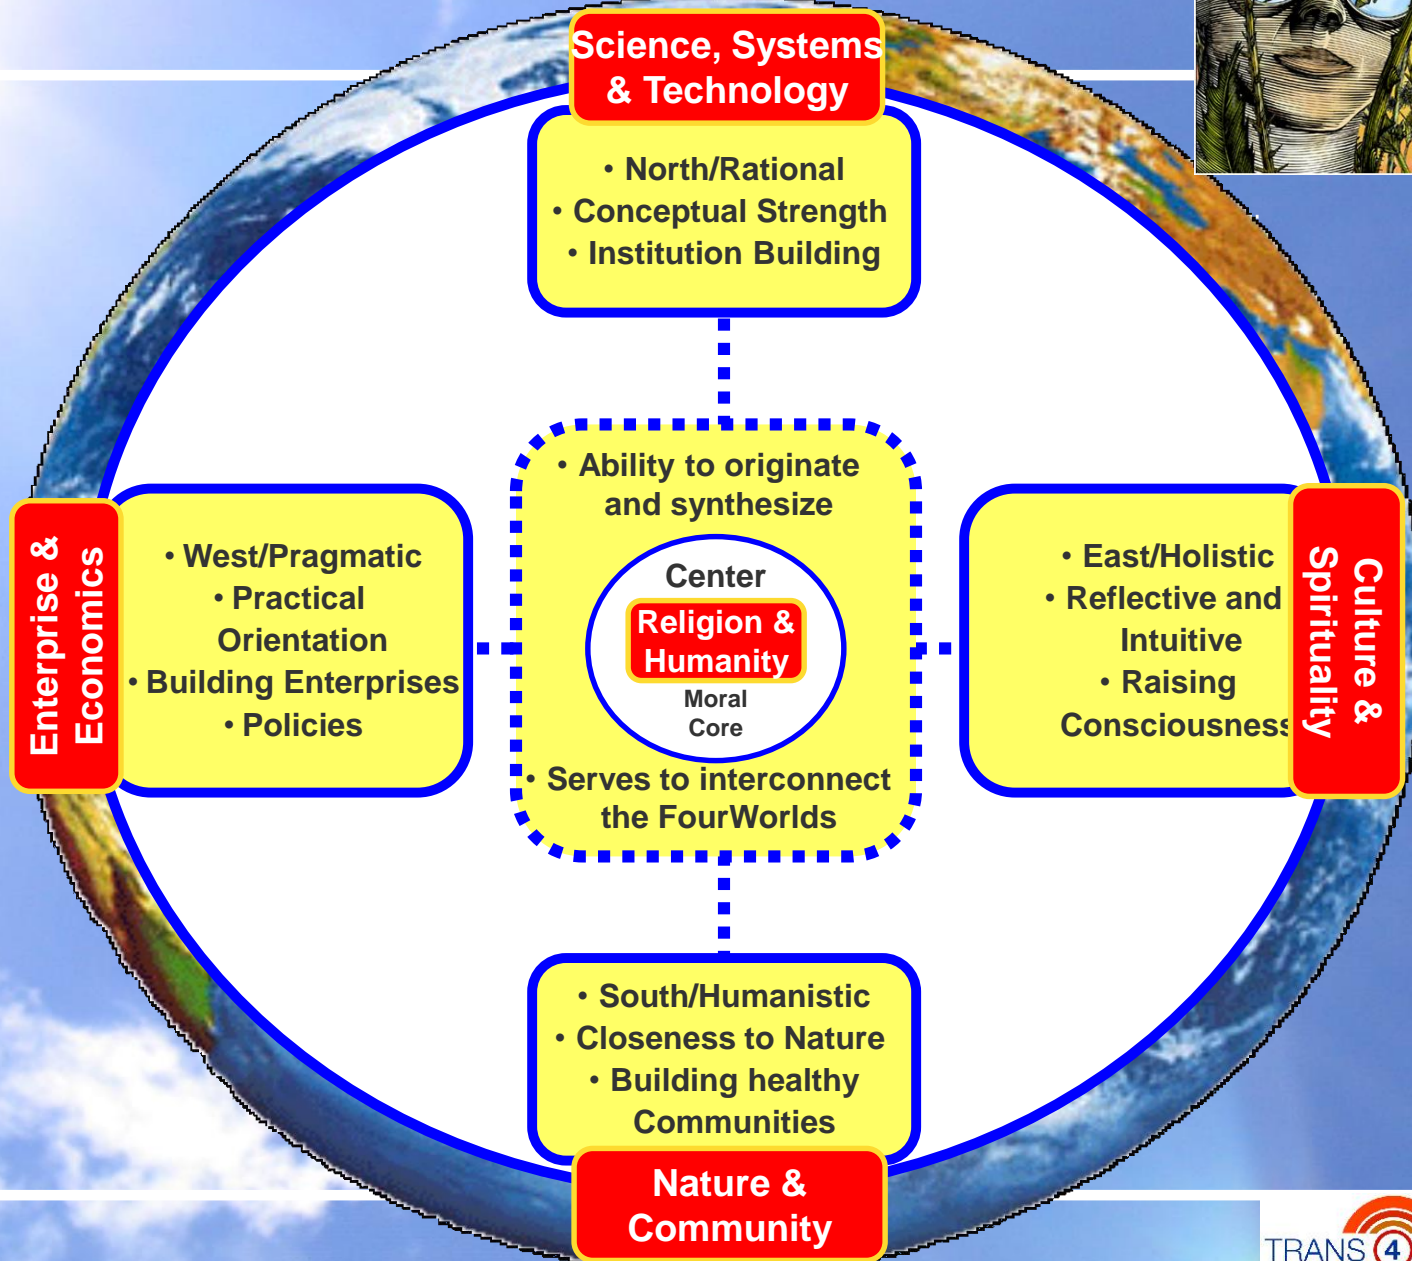 Science, Systems
& Technology
• North/Rational
• Conceptual Strength
• Institution Building
Enterprise &
Economics
• West/Pragmatic
• Practical
Orientation
• Building Enterprises
• Policies
• Ability to originate
and synthesize
Center
Religion &
Humanity
Moral
Core
• Serves to interconnect
the FourWorlds
• East/Holistic
• Reflective and
Intuitive
• Raising
Consciousness
Culture &
Spirituality
• South/Humanistic
• Closeness to Nature
• Building healthy
Communities
Nature &
Community
TRANS 4